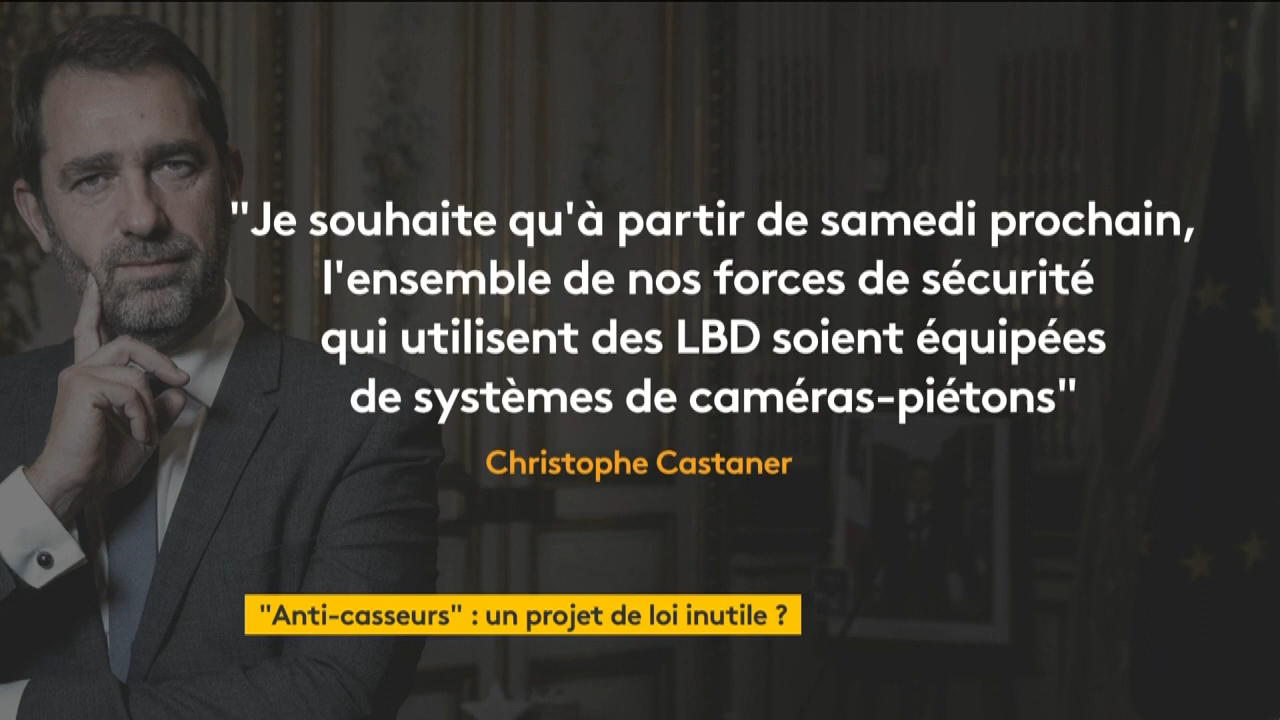 "Je souhaite qu'à partir de samedi prochain,
l'ensemble de nos forces de sécurité
qui utilisent des LBD soient équipées
de systèmes de caméras-piétons"
Christophe Castaner
"Anti-casseurs" : un projet de loi inutile ?